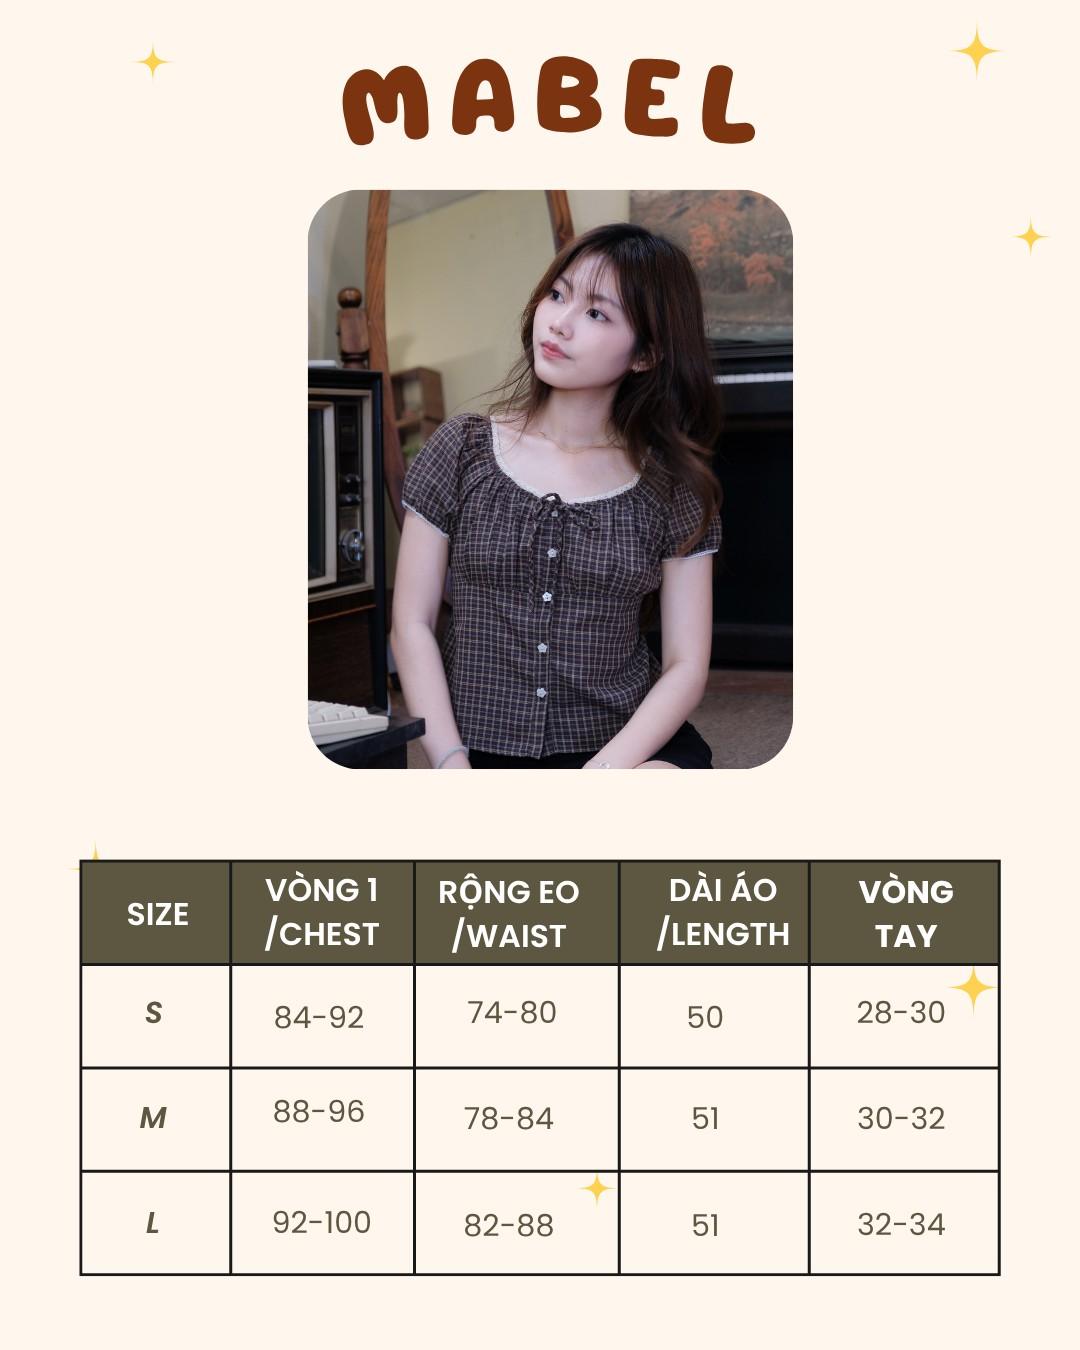 MABEL
SIZE
VÒNG 1
/CHEST
RỘNG EO
/WAIST
DÀI ÁO
/LENGTH
VÒNG
TAY
S
84-92
74-80
50
28-30
M
88-96
78-84
51
30-32
L
92-100
82-88
51
32-34